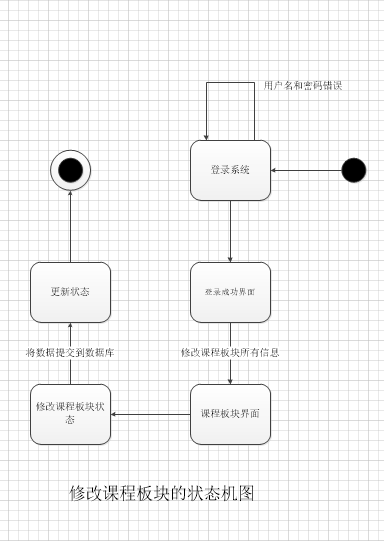 用户名和密码错误
登录系统
更新状态
登录成功界面
将数据提交到数据库
修改课程板块所有信息
修改课程板块状
态
课程板块界面
修改课程板块的状态机图